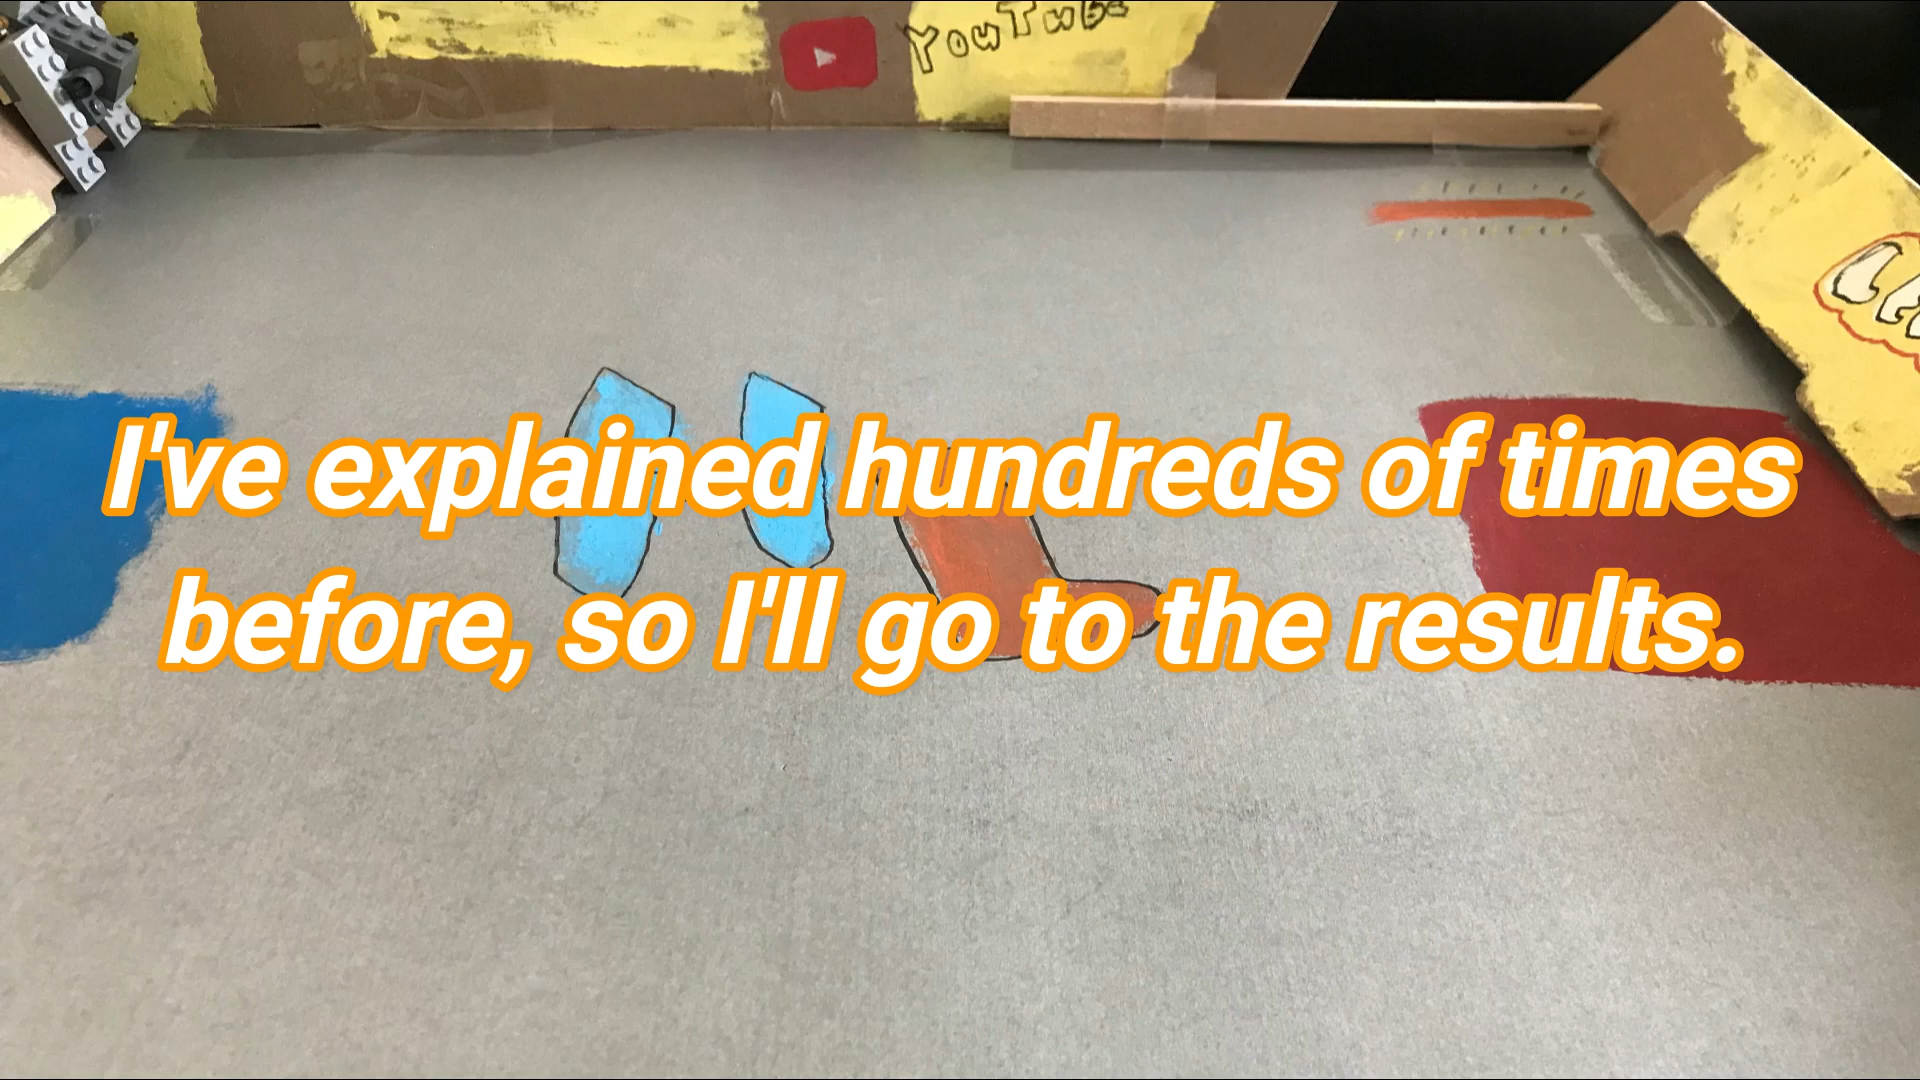 YouTube
I've explained hundreds of times
before, so I'll go to the results.